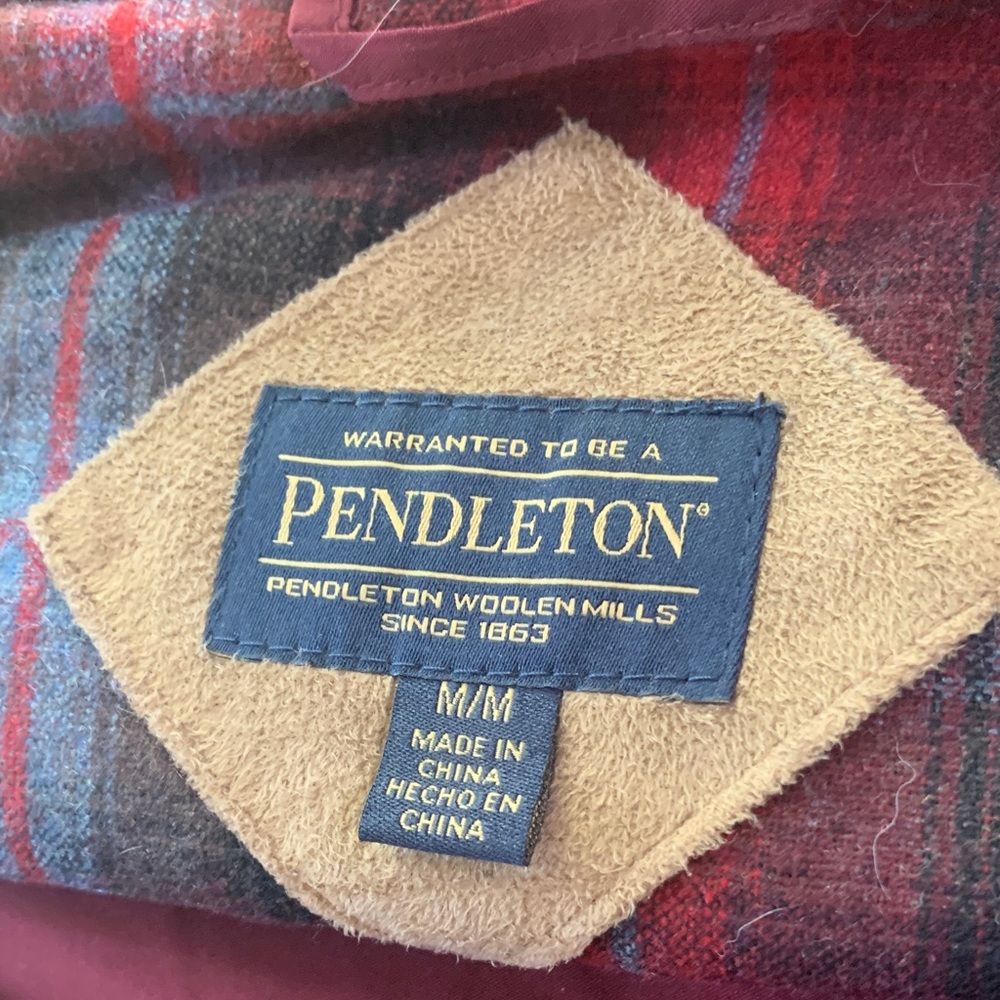 WARRANTED TO BE A
PENDLETON®
PENDLETON WOOLEN MILLS
SINCE 1863
M/M
MADE IN
CHINA
HECHO EN
CHINA